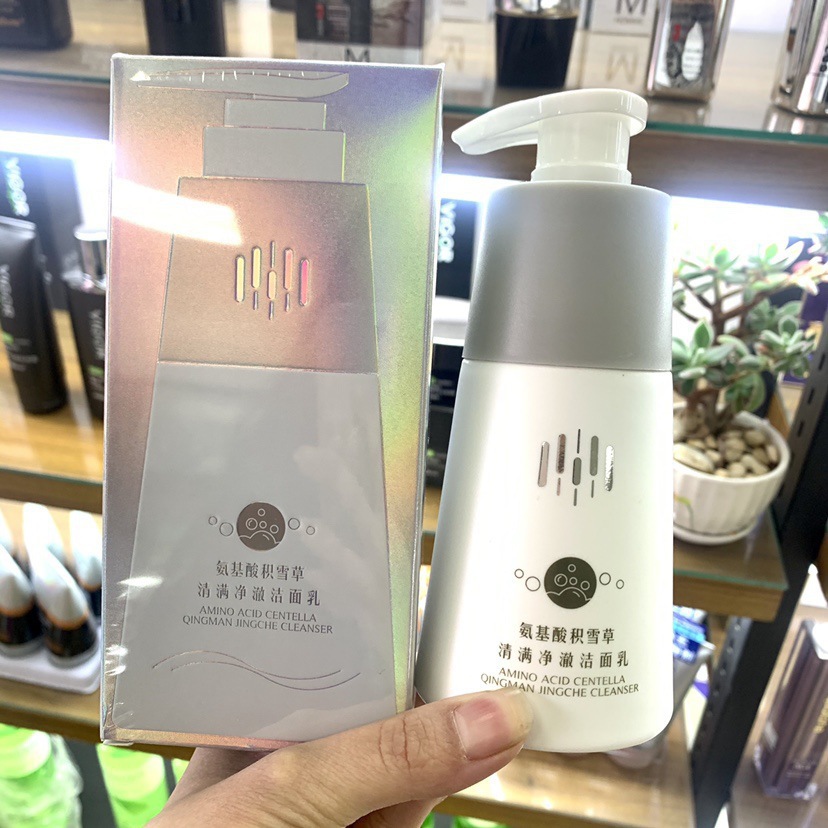 M
M
VIGOR
VIGOR
氨基酸积雪草
清满净澈洁面乳
AMINO ACID CENTELLA
QINGMAN JINGCHE CLEANSER
氨基酸积雪草
清满净澈洁面乳
AMINO ACID CENTELLA
QINGMAN JINGCHE CLEANSER